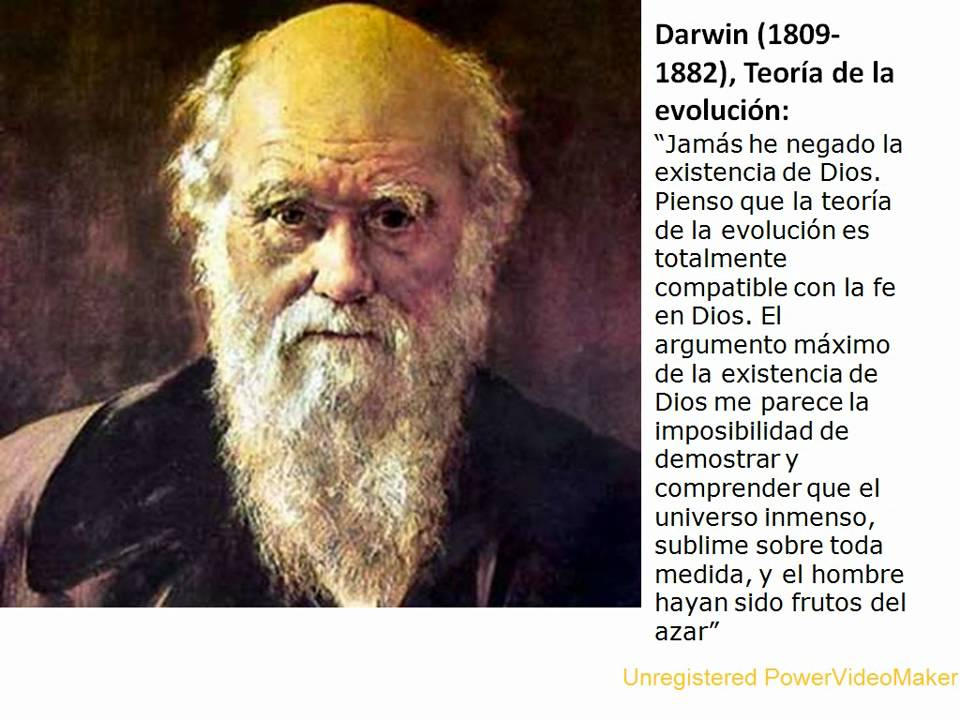 Darwin (1809-
1882), Teoría de la
evolución:
“Jamás he negado la
existencia de Dios.
Pienso que la teoría
de la evolución es
totalmente
compatible con la fe
en Dios. El
argumento máximo
de la existencia de
Dios me parece la
imposibilidad de
demostrar y
comprender que el
universo inmenso,
sublime sobre toda
medida, y el hombre
hayan sido frutos del
azar”
Unregistered PowerVideoMaker